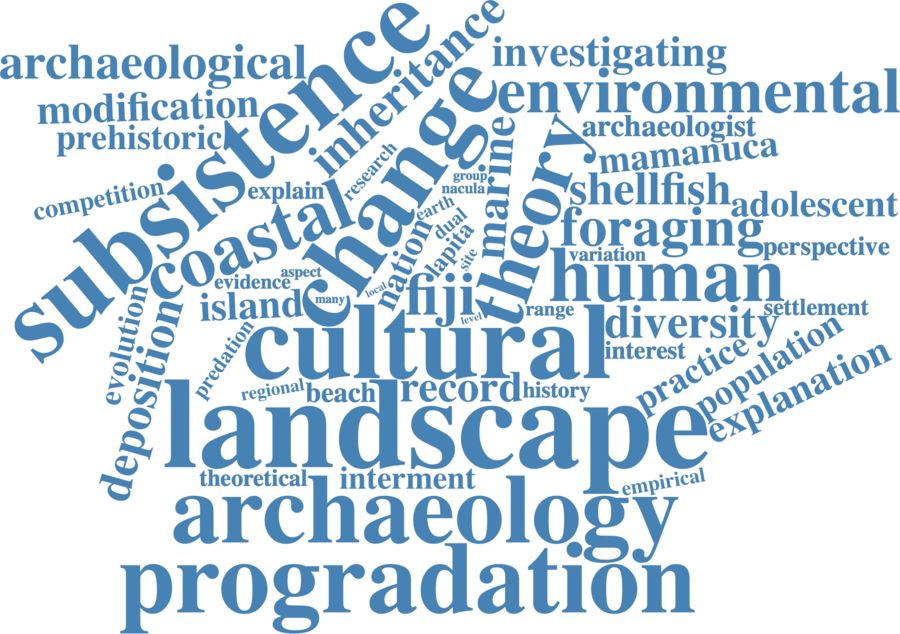 subsistence
inheritance
investigating
archaeological
environmental
modification
change
prehistoric
archaeologist
mamanuca
marine
theory
research
group
nacula
explain
competition
shellfish
adolescent
earth
coastal
dual
foraging
perspective
nation
lapita
variation
site
human
evidence
aspect
island
many
local
fiji
level
range
settlement
evolution
deposition
cultural
diversity
interest
predation
practice
population
explanation
regional
beach
record
history
landscape
theoretical
interment
empirical
archaeology
progradation